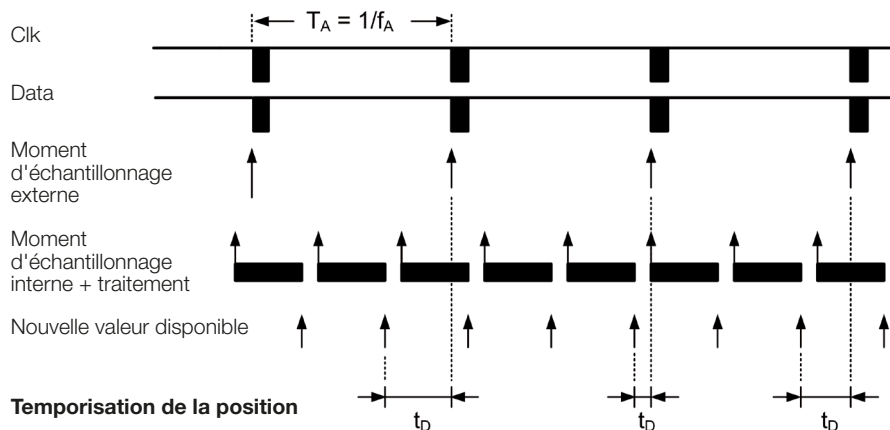 T_A = 1/f_A
Clk
Data
Moment
d'échantillonnage
externe
Moment
d'échantillonnage
interne + traitement
Nouvelle valeur disponible
Temporisation de la position
t_D
t_D
t_D